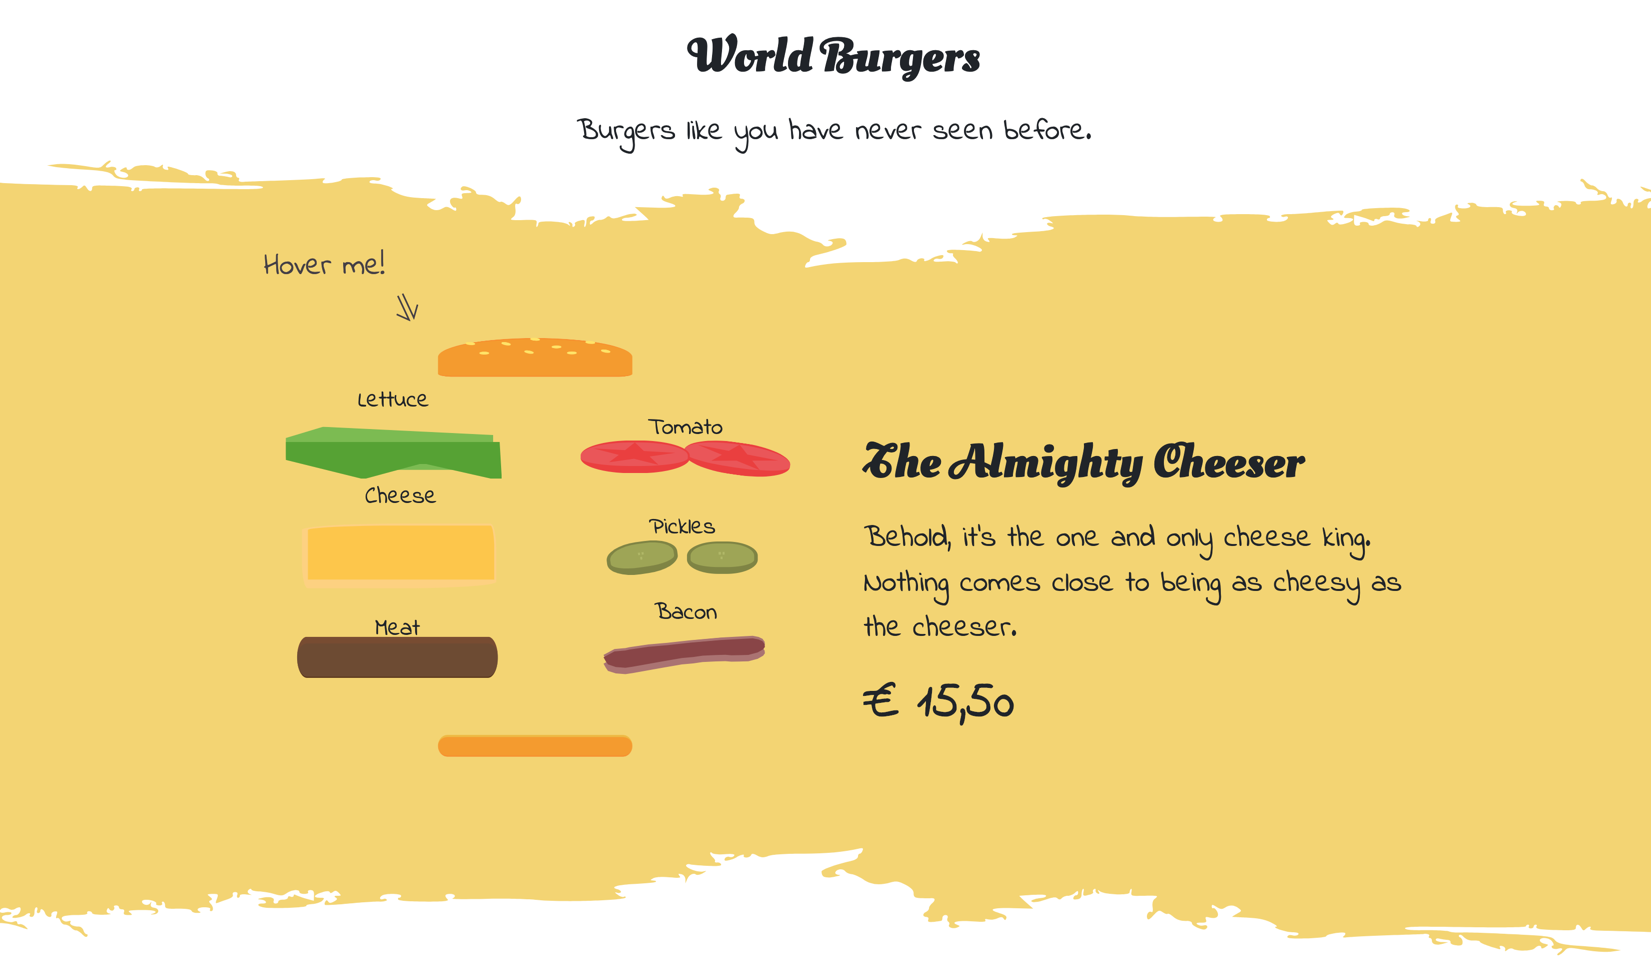 World Burgers
Burgers like you have never seen before.
Hover me!
Lettuce
Tomato
Cheese
Pickles
Meat
Bacon
The Almighty Cheeser
Behold, it's the one and only cheese king.
Nothing comes close to being as cheesy as
the cheeser.
€ 15,50